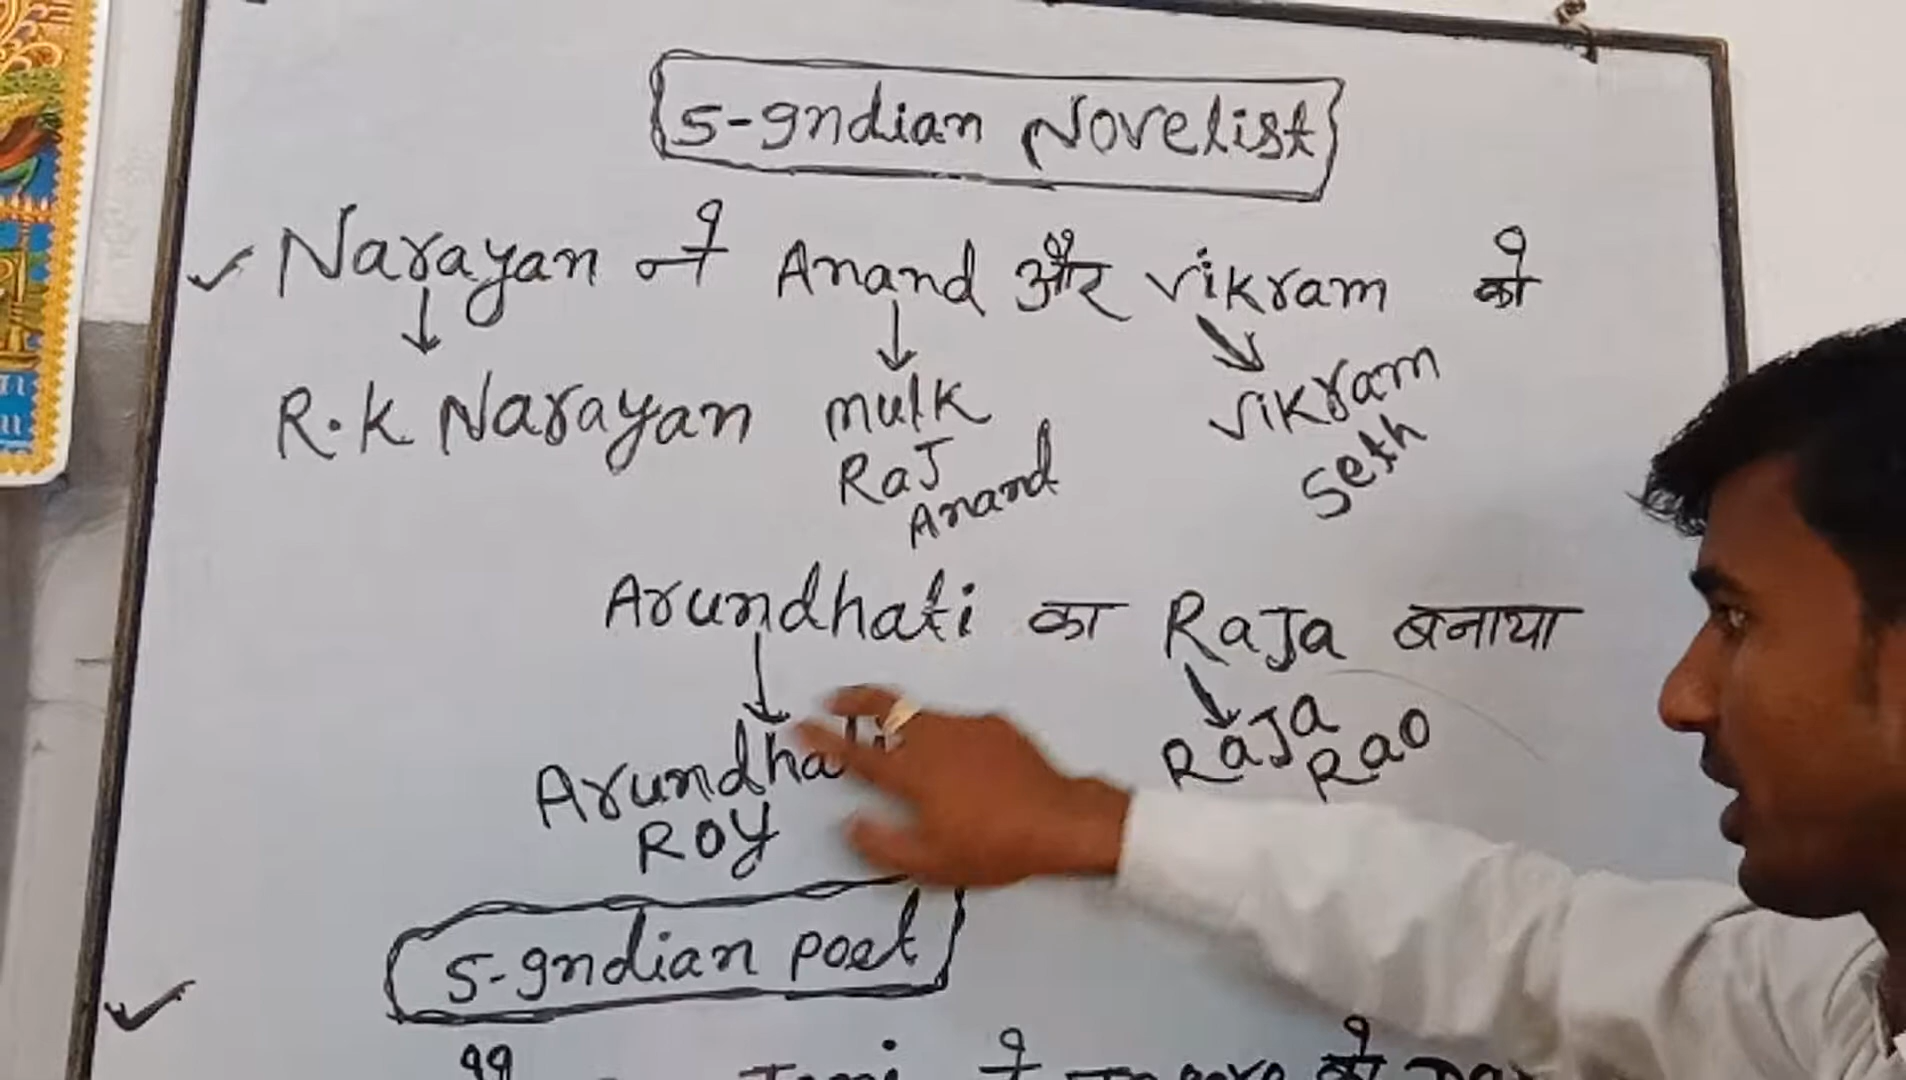 5-Indian Novelist
Narayan ने Anand और Vikram को
R.K Narayan Mulk Vikram
Raj Seth
Anand
Arundhati का Raja बनाया
Arundhati Raja
Roy Rao
5-Indian poet
ने को